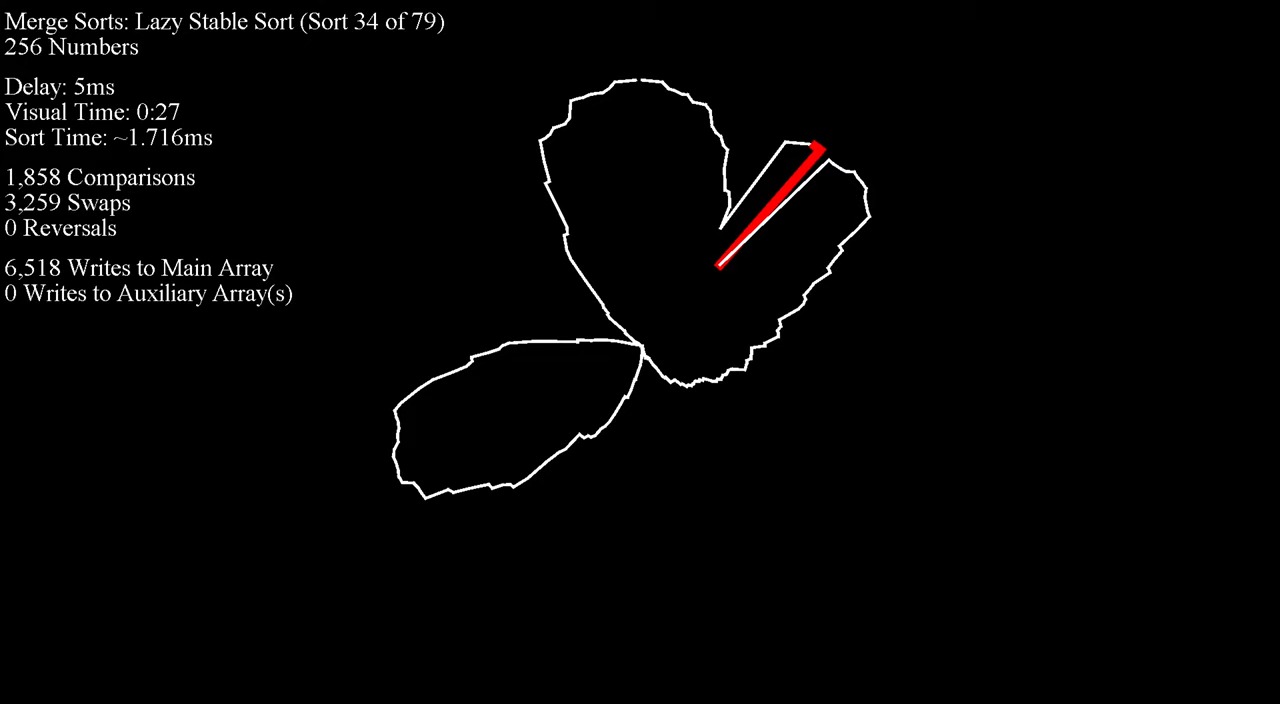 Merge Sorts: Lazy Stable Sort (Sort 34 of 79)
256 Numbers
Delay: 5ms
Visual Time: 0:27
Sort Time: ~1.716ms
1,858 Comparisons
3,259 Swaps
0 Reversals
6,518 Writes to Main Array
0 Writes to Auxiliary Array(s)